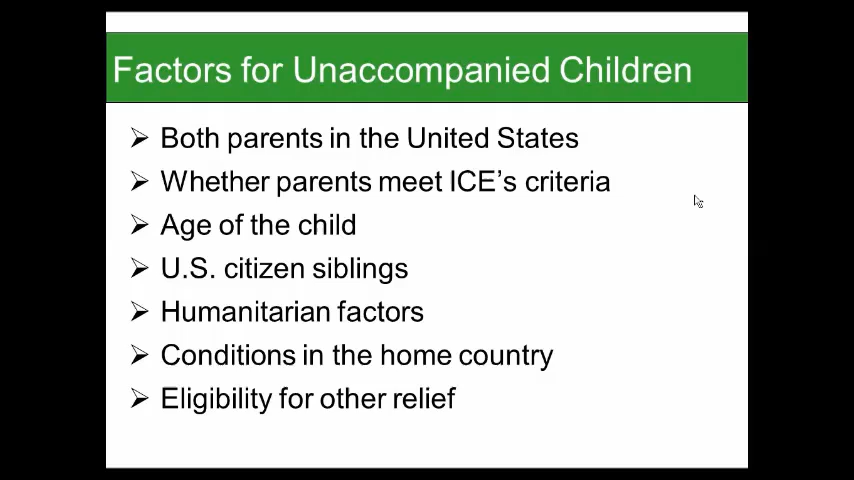 Factors for Unaccompanied Children
Both parents in the United States
Whether parents meet ICE’s criteria
Age of the child
U.S. citizen siblings
Humanitarian factors
Conditions in the home country
Eligibility for other relief